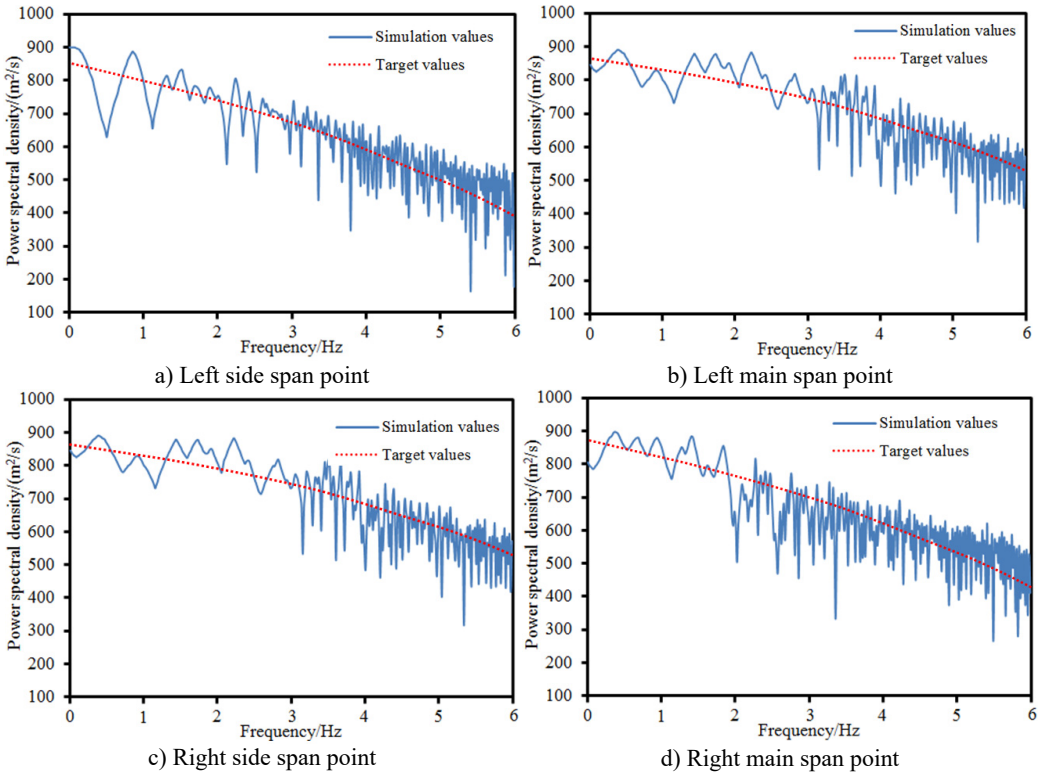 Power spectral density/(m²/s)
1000
900
800
700
600
500
400
300
200
100
0 1 2 3 4 5 6
Frequency/Hz
Simulation values
Target values
a) Left side span point
Power spectral density/(m²/s)
1000
900
800
700
600
500
400
300
200
100
0 1 2 3 4 5 6
Frequency/Hz
Simulation values
Target values
b) Left main span point
Power spectral density/(m²/s)
1000
900
800
700
600
500
400
300
200
100
0 1 2 3 4 5 6
Frequency/Hz
Simulation values
Target values
c) Right side span point
Power spectral density/(m²/s)
1000
900
800
700
600
500
400
300
200
100
0 1 2 3 4 5 6
Frequency/Hz
Simulation values
Target values
d) Right main span point